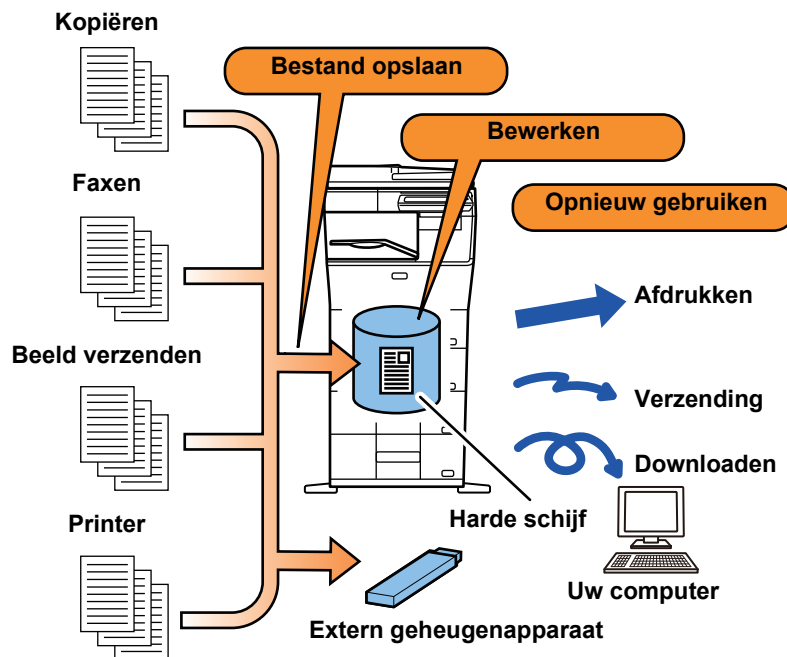 Kopiëren
Bestand opslaan
Bewerken
Faxen
Opnieuw gebruiken
Afdrukken
Beeld verzenden
Verzending
Downloaden
Printer
Harde schijf
Uw computer
Extern geheugenapparaat